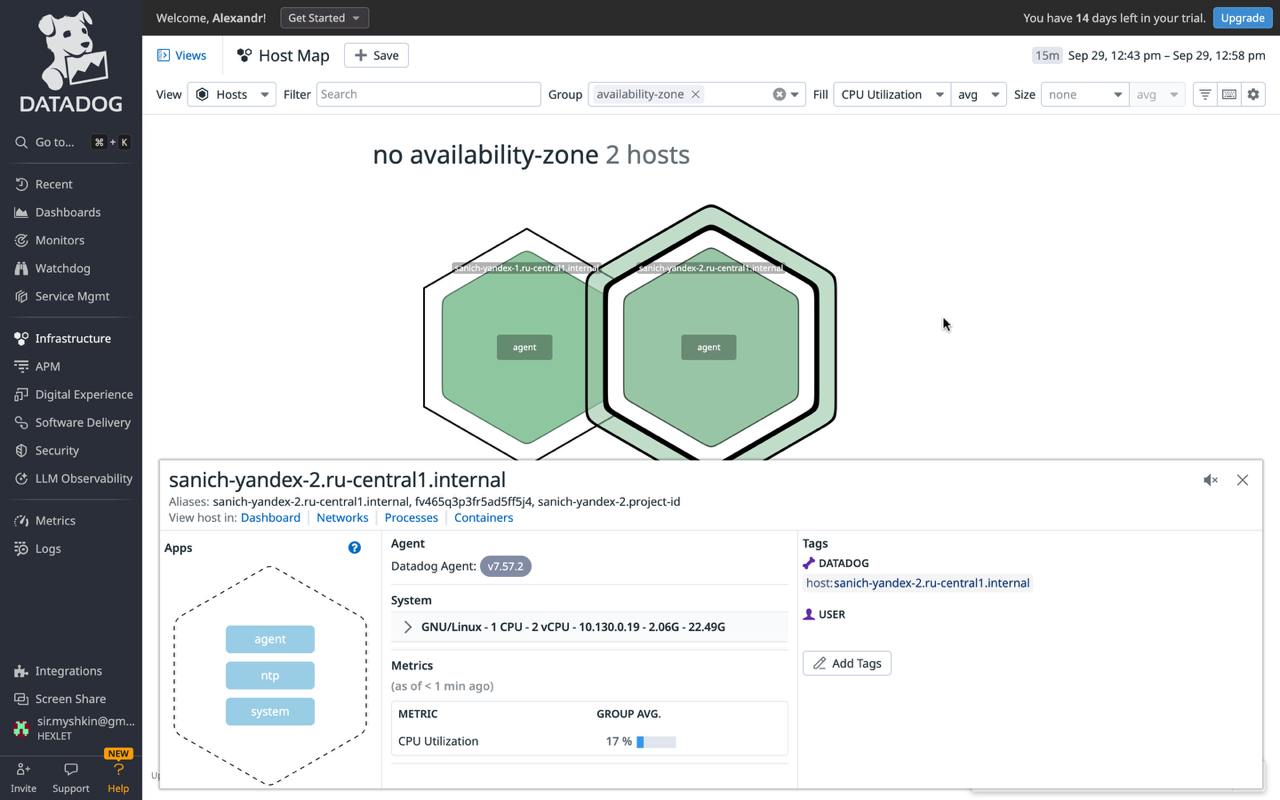 Welcome, Alexandr!
Get Started
You have 14 days left in your trial.
Upgrade
DATADOG
Views
Host Map
+ Save
15m Sep 29, 12:43 pm – Sep 29, 12:58 pm
View
Hosts
Filter
Search
Group
availability-zone
Fill
CPU Utilization
avg
Size
none
avg
Go to...
⌘ + K
Recent
Dashboards
Monitors
Watchdog
Service Mgmt
Infrastructure
APM
Digital Experience
Software Delivery
Security
LLM Observability
Metrics
Logs
Integrations
Screen Share
sir.myshkin@gm...
HEXLET
NEW
Invite
Support
Help
no availability-zone 2 hosts
sanich-yandex-1.ru-central1.internal
sanich-yandex-2.ru-central1.internal
agent
agent
sanich-yandex-2.ru-central1.internal
Aliases: sanich-yandex-2.ru-central1.internal, fv465q3p3fr5ad5ff5j4, sanich-yandex-2.project-id
View host in: Dashboard Networks Processes Containers
Apps
agent
ntp
system
Agent
Datadog Agent: v7.57.2
System
GNU/Linux - 1 CPU - 2 vCPU - 10.130.0.19 - 2.06G - 22.49G
Metrics
(as of < 1 min ago)
METRIC GROUP AVG.
CPU Utilization 17 %
Tags
DATADOG
host:sanich-yandex-2.ru-central1.internal
USER
Add Tags